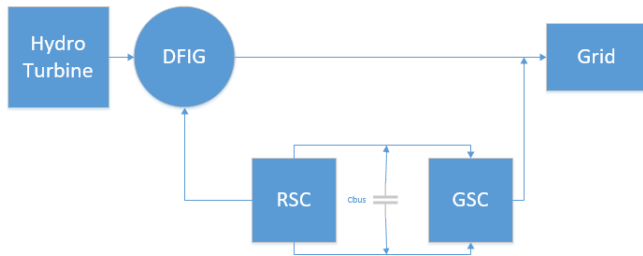 Hydro
Turbine
DFIG
Grid
RSC
Cbus
GSC